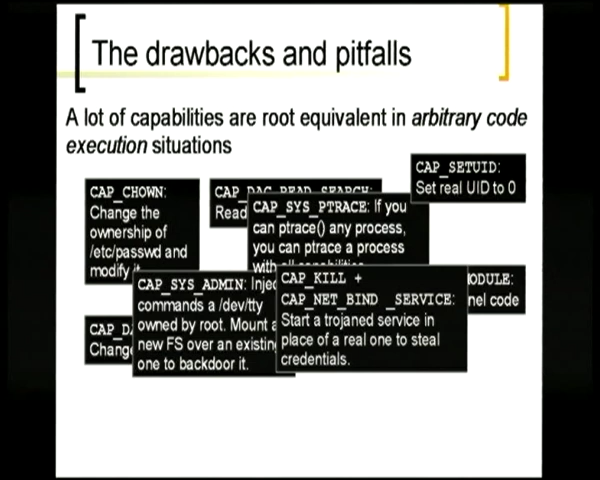 The drawbacks and pitfalls
A lot of capabilities are root equivalent in arbitrary code
execution situations
CAP_SETUID:
Set real UID to 0
CAP_CHOWN:
Change the
ownership of
/etc/passwd and
modify it.
CAP_DAC_READ_SEARCH:
Read
CAP_SYS_PTRACE: If you
can ptrace() any process,
you can ptrace a process
with all capabilities
CAP_SYS_ADMIN: Injec
commands a /dev/tty
owned by root. Mount a
new FS over an existing
one to backdoor it.
CAP_KILL +
CAP_NET_BIND _SERVICE:
Start a trojaned service in
place of a real one to steal
credentials.
ODULE:
nel code
CAP_DA
Change